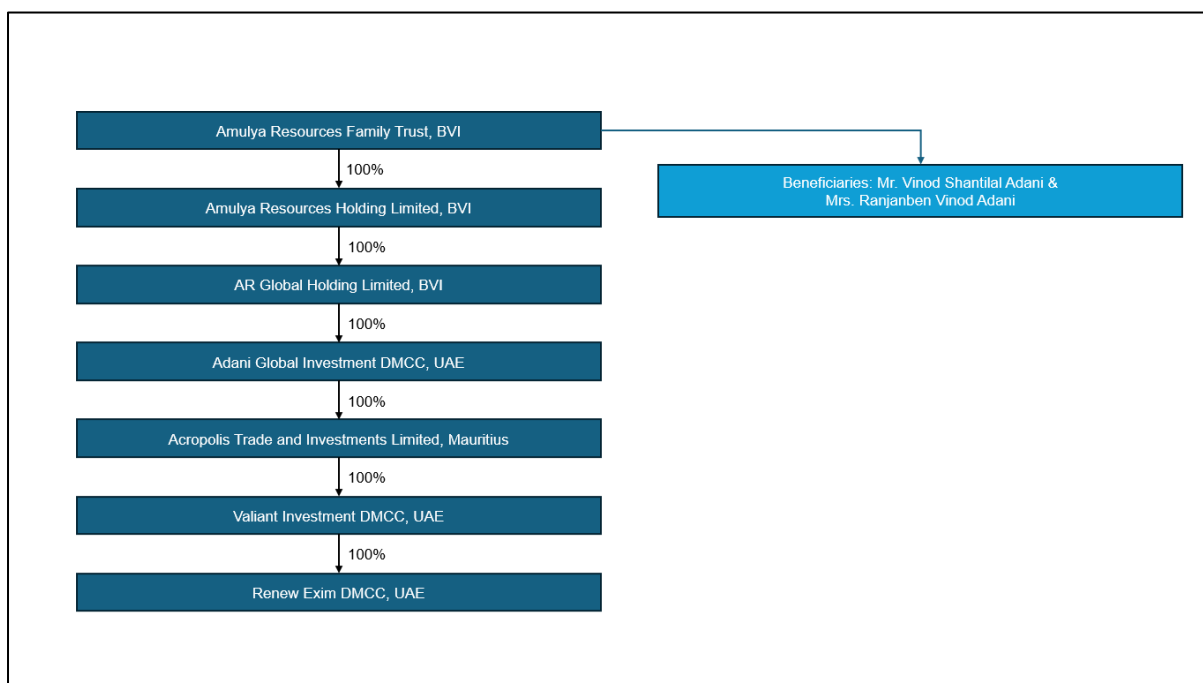 Amulya Resources Family Trust, BVI
100%
Beneficiaries: Mr. Vinod Shantilal Adani &
Mrs. Ranjanben Vinod Adani
Amulya Resources Holding Limited, BVI
100%
AR Global Holding Limited, BVI
100%
Adani Global Investment DMCC, UAE
100%
Acropolis Trade and Investments Limited, Mauritius
100%
Valiant Investment DMCC, UAE
100%
Renew Exim DMCC, UAE